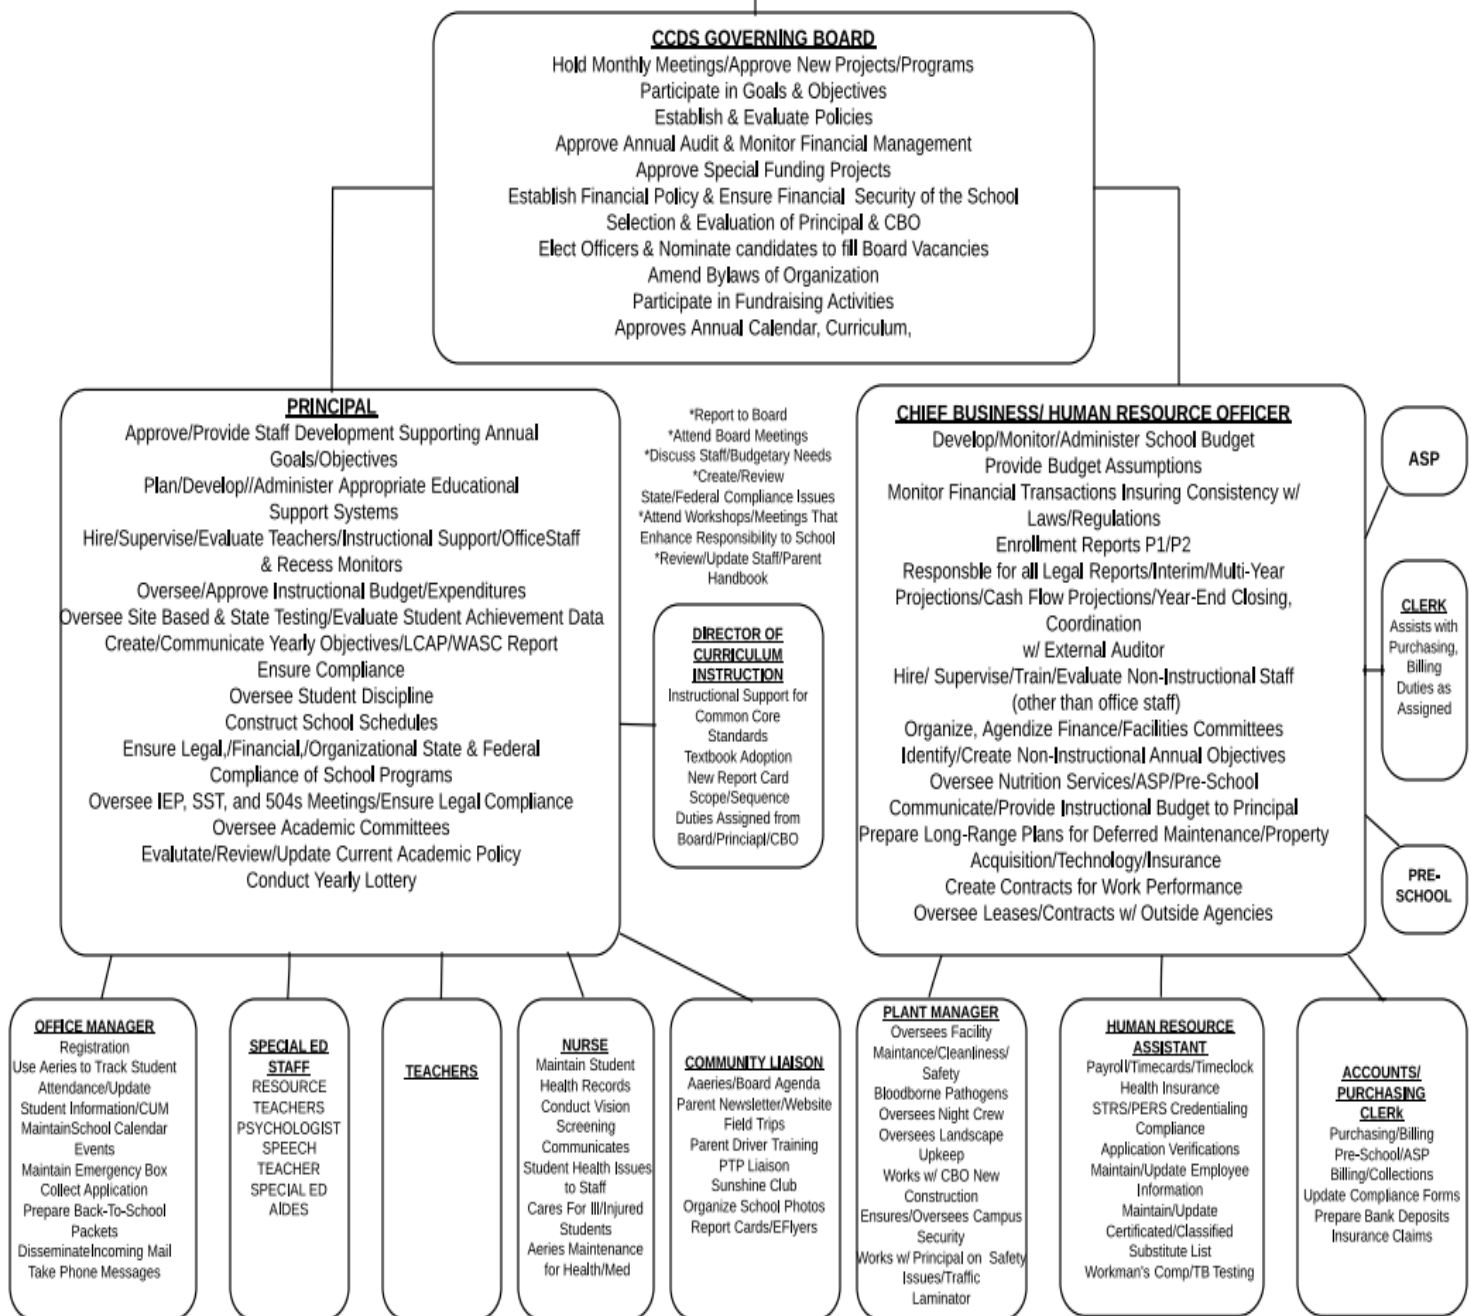 CCDS GOVERNING BOARD
Hold Monthly Meetings/Approve New Projects/Programs
Participate in Goals & Objectives
Establish & Evaluate Policies
Approve Annual Audit & Monitor Financial Management
Approve Special Funding Projects
Establish Financial Policy & Ensure Financial Security of the School
Selection & Evaluation of Principal & CBO
Elect Officers & Nominate candidates to fill Board Vacancies
Amend Bylaws of Organization
Participate in Fundraising Activities
Approves Annual Calendar, Curriculum,
PRINCIPAL
Approve/Provide Staff Development Supporting Annual
Goals/Objectives
Plan/Develop//Administer Appropriate Educational
Support Systems
Hire/Supervise/Evaluate Teachers/Instructional Support/OfficeStaff
& Recess Monitors
Oversee/Approve Instructional Budget/Expenditures
Oversee Site Based & State Testing/Evaluate Student Achievement Data
Create/Communicate Yearly Objectives/LCAP/WASC Report
Ensure Compliance
Oversee Student Discipline
Construct School Schedules
Ensure Legal,/Financial,/Organizational State & Federal
Compliance of School Programs
Oversee IEP, SST, and 504s Meetings/Ensure Legal Compliance
Oversee Academic Committees
Evalutate/Review/Update Current Academic Policy
Conduct Yearly Lottery
*Report to Board
*Attend Board Meetings
*Discuss Staff/Budgetary Needs
*Create/Review
State/Federal Compliance Issues
*Attend Workshops/Meetings That
Enhance Responsibility to School
*Review/Update Staff/Parent
Handbook
DIRECTOR OF
CURRICULUM
INSTRUCTION
Instructional Support for
Common Core
Standards
Textbook Adoption
New Report Card
Scope/Sequence
Duties Assigned from
Board/Princiapl/CBO
CHIEF BUSINESS/ HUMAN RESOURCE OFFICER
Develop/Monitor/Administer School Budget
Provide Budget Assumptions
Monitor Financial Transactions Insuring Consistency w/
Laws/Regulations
Enrollment Reports P1/P2
Responsble for all Legal Reports/Interim/Multi-Year
Projections/Cash Flow Projections/Year-End Closing,
Coordination
w/ External Auditor
Hire/ Supervise/Train/Evaluate Non-Instructional Staff
(other than office staff)
Organize, Agendize Finance/Facilities Committees
Identify/Create Non-Instructional Annual Objectives
Oversee Nutrition Services/ASP/Pre-School
Communicate/Provide Instructional Budget to Principal
Prepare Long-Range Plans for Deferred Maintenance/Property
Acquisition/Technology/Insurance
Create Contracts for Work Performance
Oversee Leases/Contracts w/ Outside Agencies
ASP
CLERK
Assists with
Purchasing,
Billing
Duties as
Assigned
PRE-
SCHOOL
OFFICE MANAGER
Registration
Use Aeries to Track Student
Attendance/Update
Student Information/CUM
MaintainSchool Calendar
Events
Maintain Emergency Box
Collect Application
Prepare Back-To-School
Packets
DisseminateIncoming Mail
Take Phone Messages
SPECIAL ED
STAFF
RESOURCE
TEACHERS
PSYCHOLOGIST
SPEECH
TEACHER
SPECIAL ED
AIDES
TEACHERS
NURSE
Maintain Student
Health Records
Conduct Vision
Screening
Communicates
Student Health Issues
to Staff
Cares For Ill/Injured
Students
Aeries Maintenance
for Health/Med
COMMUNITY LIAISON
Aaeries/Board Agenda
Parent Newsletter/Website
Field Trips
Parent Driver Training
PTP Liaison
Sunshine Club
Organize School Photos
Report Cards/EFlyers
PLANT MANAGER
Oversees Facility
Maintance/Cleanliness/
Safety
Bloodborne Pathogens
Oversees Night Crew
Oversees Landscape
Upkeep
Works w/ CBO New
Construction
Ensures/Oversees Campus
Security
Works w/ Principal on Safety
Issues/Traffic
Laminator
HUMAN RESOURCE
ASSISTANT
Payroll/Timecards/Timeclock
Health Insurance
STRS/PERS Credentialing
Compliance
Application Verifications
Maintain/Update Employee
Information
Maintain/Update
Certificated/Classified
Substitute List
Workman's Comp/TB Testing
ACCOUNTS/
PURCHASING
CLERk
Purchasing/Billing
Pre-School/ASP
Billing/Collections
Update Compliance Forms
Prepare Bank Deposits
Insurance Claims